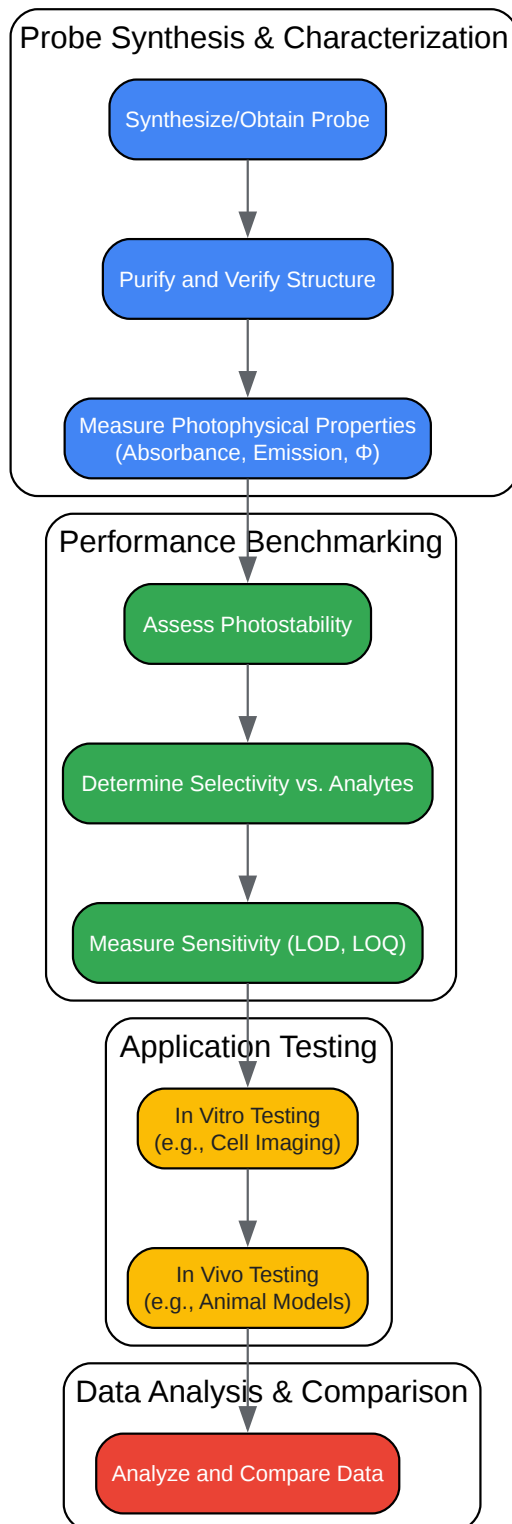 Probe Synthesis & Characterization
Synthesize/Obtain Probe
Purify and Verify Structure
Measure Photophysical Properties
(Absorbance, Emission, Φ)
Performance Benchmarking
Assess Photostability
Determine Selectivity vs. Analytes
Measure Sensitivity (LOD, LOQ)
Application Testing
In Vitro Testing
(e.g., Cell Imaging)
In Vivo Testing
(e.g., Animal Models)
Data Analysis & Comparison
Analyze and Compare Data